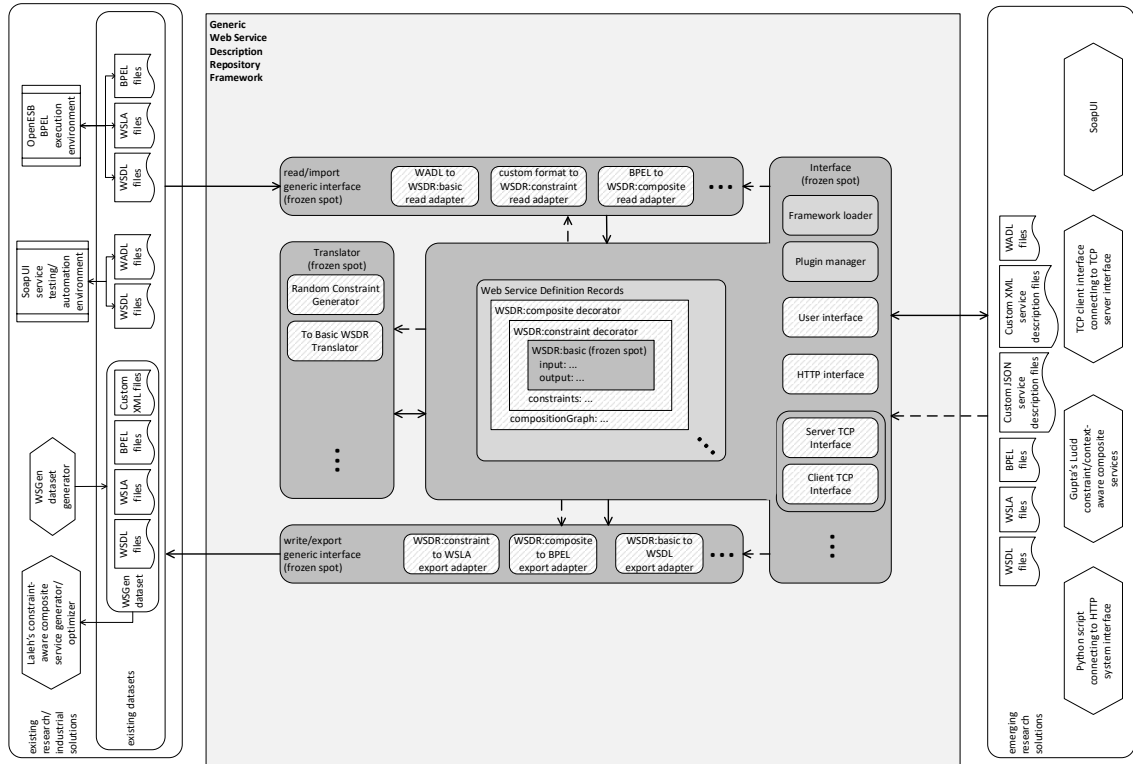 Generic
Web Service
Description
Repository
Framework
OpenESB
BPEL
execution
environment
BPEL
files
WSLA
files
WSDL
files
SoapUI
service
testing/
automation
environment
WADL
files
WSDL
files
WSGen
dataset
generator
Custom
XML files
BPEL
files
WSLA
files
WSDL
files
WSGen
dataset
Laleh's constraint-
aware composite
service generator/
optimizer
existing
research/
industrial
solutions
existing datasets
read/import
generic interface
(frozen spot)
WADL to
WSDR:basic
read adapter
custom format to
WSDR:constraint
read adapter
BPEL to
WSDR:composite
read adapter
Translator
(frozen spot)
Random Constraint
Generator
To Basic WSDR
Translator
Web Service Definition Records
WSDR:composite decorator
WSDR:constraint decorator
WSDR:basic (frozen spot)
input: ...
output: ...
constraints: ...
compositionGraph: ...
write/export
generic interface
(frozen spot)
WSDR:constraint
to WSLA
export adapter
WSDR:composite
to BPEL
export adapter
WSDR:basic to
WSDL
export adapter
Interface
(frozen spot)
Framework loader
Plugin manager
User interface
HTTP interface
Server TCP
Interface
Client TCP
Interface
WADL
files
Custom XML
service
description files
Custom JSON
service
description files
BPEL
files
WSLA
files
WSDL
files
SoapUI
TCP client interface
connecting to TCP
server interface
Gupta's Lucid
constraint/context-
aware composite
services
Python script
connecting to HTTP
system interface
emerging
research
solutions